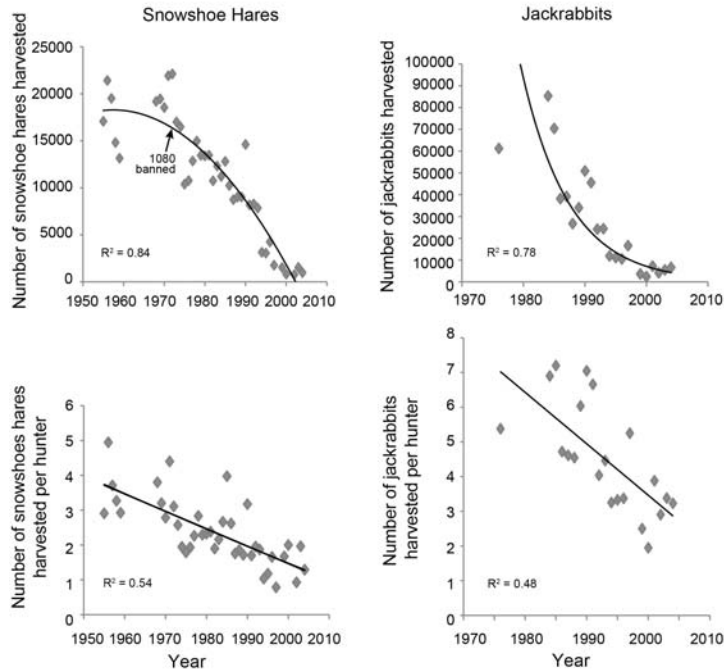 Snowshoe Hares
Number of snowshoe hares harvested
25000
20000
15000
10000
5000
0
1080
banned
R² = 0.84
1950 1960 1970 1980 1990 2000 2010
Jackrabbits
Number of jackrabbits harvested
100000
90000
80000
70000
60000
50000
40000
30000
20000
10000
0
R² = 0.78
1970 1980 1990 2000 2010
Number of snowshoes hares
harvested per hunter
6
5
4
3
2
1
0
R² = 0.54
1950 1960 1970 1980 1990 2000 2010
Year
Number of jackrabbits
harvested per hunter
8
7
6
5
4
3
2
1
0
R² = 0.48
1970 1980 1990 2000 2010
Year